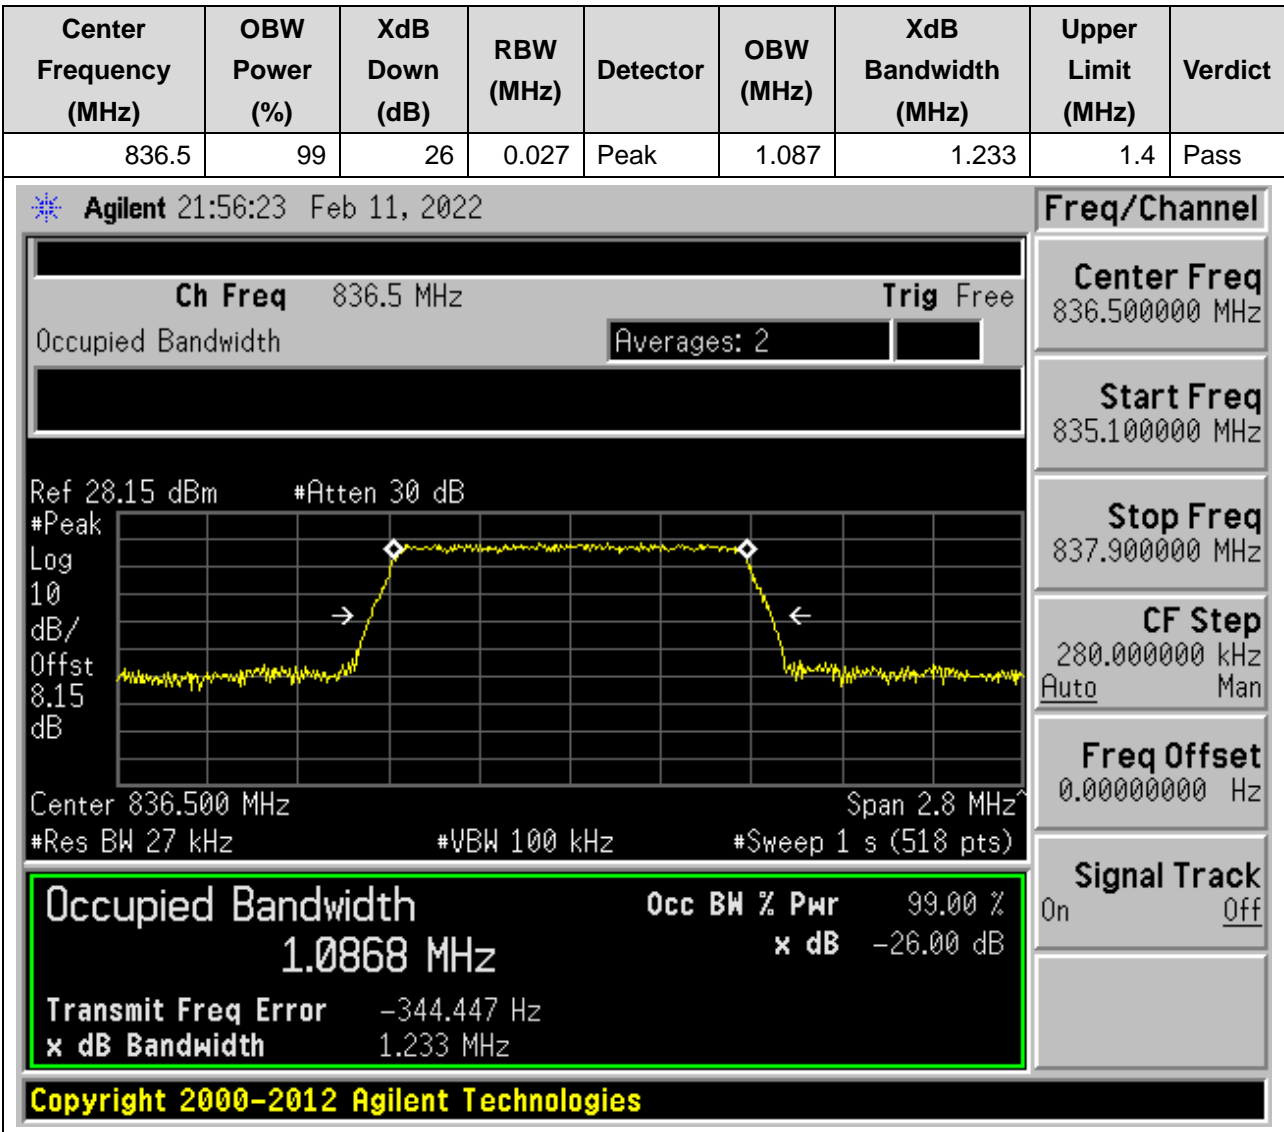 Center Frequency (MHz) OBW Power (%) XdB Down (dB) RBW (MHz) Detector OBW (MHz) XdB Bandwidth (MHz) Upper Limit (MHz) Verdict
836.5 99 26 0.027 Peak 1.087 1.233 1.4 Pass
Agilent 21:56:23 Feb 11, 2022
Freq/Channel
Ch Freq 836.5 MHz Trig Free
Occupied Bandwidth Averages: 2
Center Freq
836.500000 MHz
Start Freq
835.100000 MHz
Stop Freq
837.900000 MHz
CF Step
280.000000 kHz
Auto Man
Freq Offset
0.00000000 Hz
Signal Track
On Off
Ref 28.15 dBm #Atten 30 dB
#Peak
Log
10
dB/
Offst
8.15
dB
Center 836.500 MHz Span 2.8 MHz^
#Res BW 27 kHz #VBW 100 kHz #Sweep 1 s (518 pts)
Occupied Bandwidth Occ BW % Pwr 99.00 %
1.0868 MHz x dB -26.00 dB
Transmit Freq Error -344.447 Hz
x dB Bandwidth 1.233 MHz
Copyright 2000-2012 Agilent Technologies